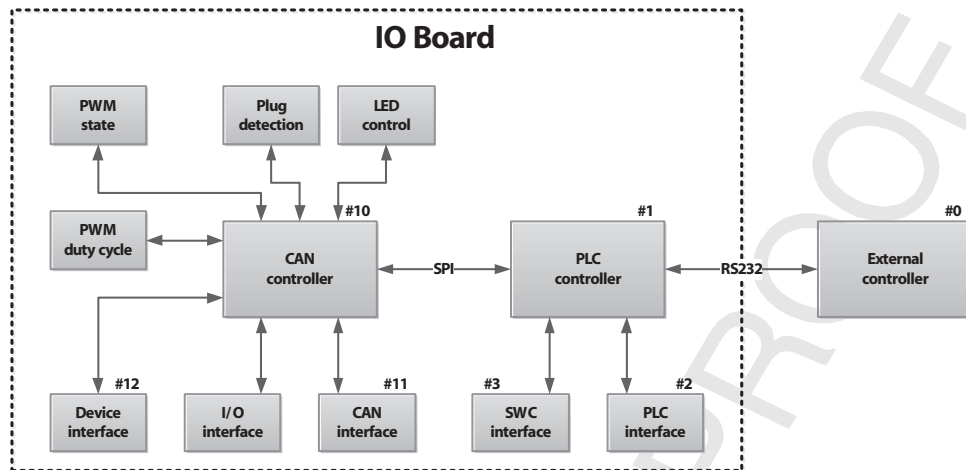 IO Board
PWM
state
Plug
detection
LED
control
#10
#1
#0
PWM
duty cycle
CAN
controller
SPI
PLC
controller
RS232
External
controller
#12
#11
#3
#2
Device
interface
I/O
interface
CAN
interface
SWC
interface
PLC
interface
PROOF